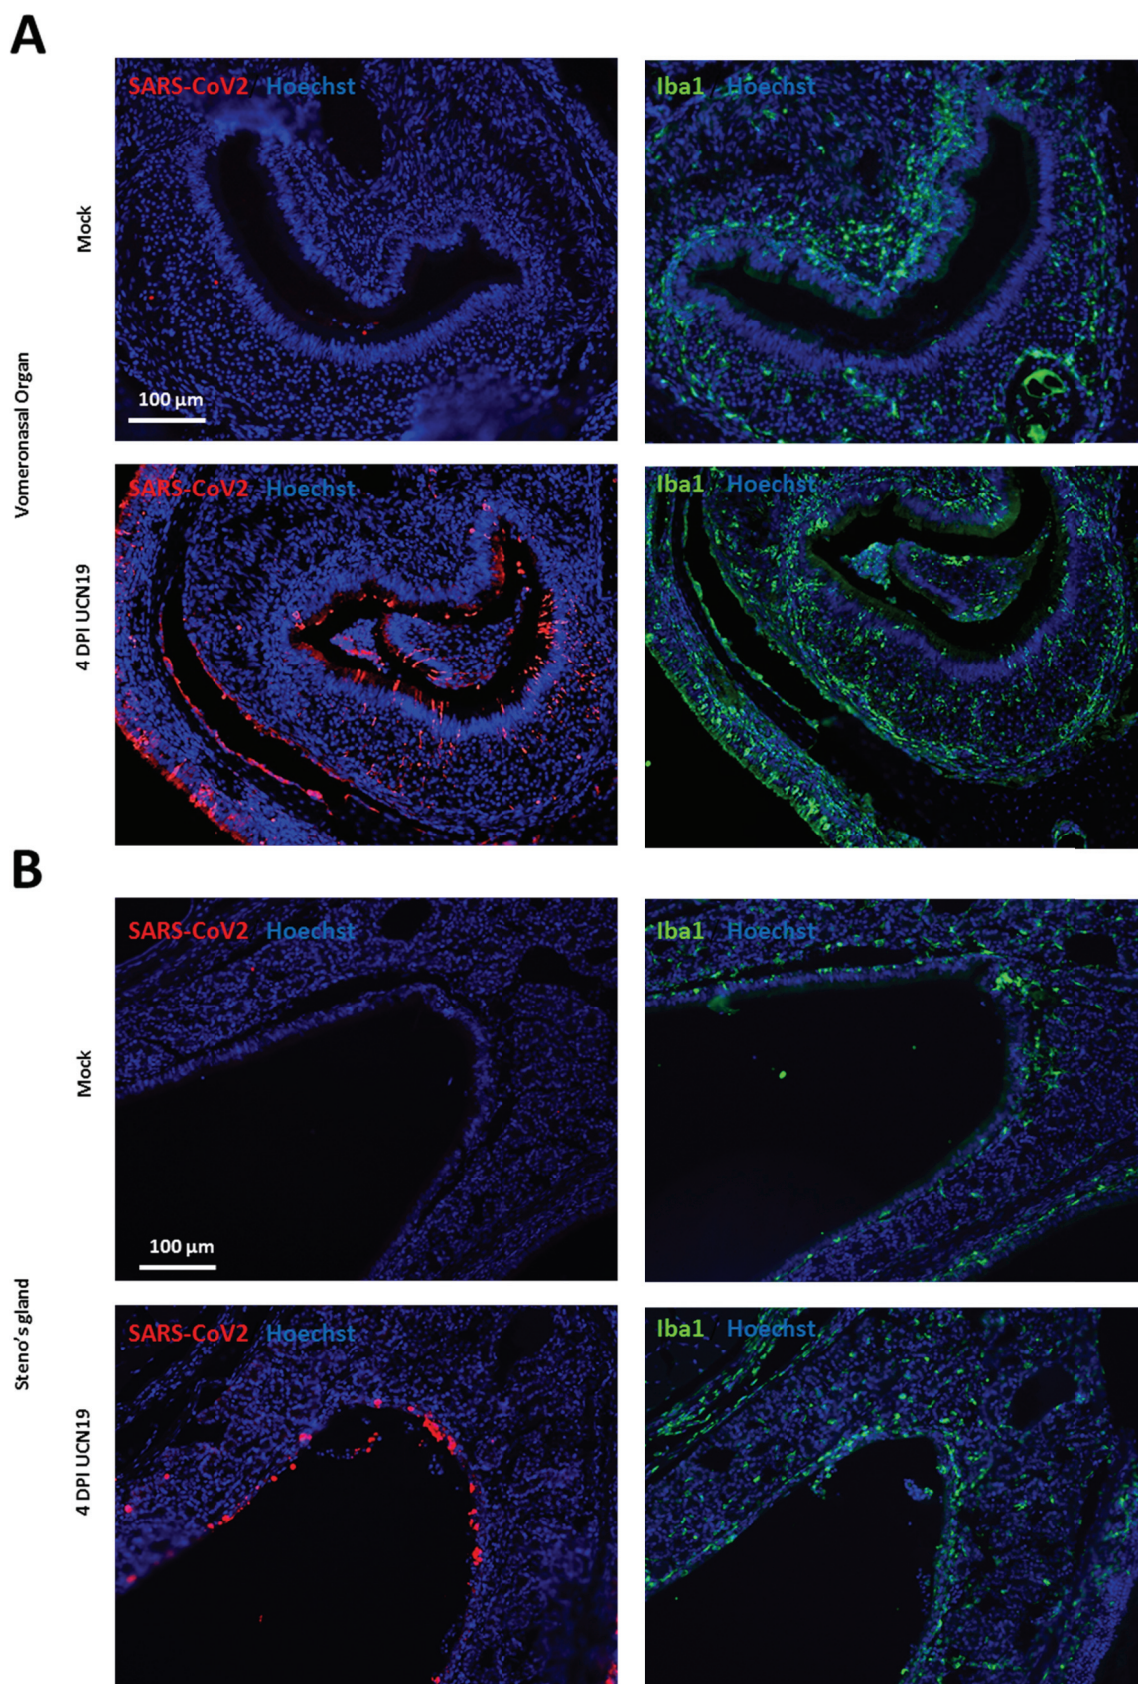 A
SARS-CoV2 Hoechst
Iba1 Hoechst
Mock
100 µm
Vomeronasal Organ
SARS-CoV2 Hoechst
Iba1 Hoechst
4 DPI UCN19
B
SARS-CoV2 Hoechst
Iba1 Hoechst
Mock
100 µm
Steno's gland
SARS-CoV2 Hoechst
Iba1 Hoechst
4 DPI UCN19